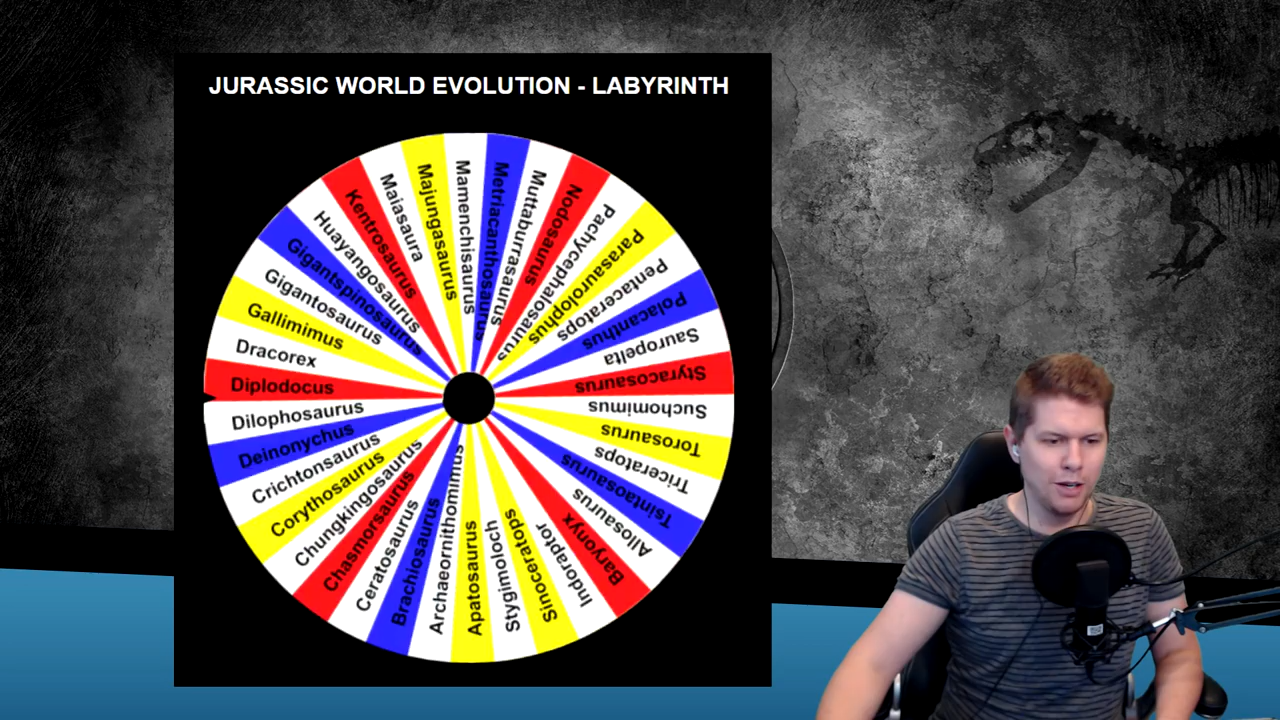 JURASSIC WORLD EVOLUTION - LABYRINTH
Mamenchisaurus
Metriacanthosaurus
Muttaburrasaurus
Nodosaurus
Pachycephalosaurus
Parasaurolophus
Pentaceratops
Polacanthus
Sauropelta
Styracosaurus
Suchomimus
Torosaurus
Triceratops
Tsintaosaurus
Allosaurus
Baryonyx
Indoraptor
Sinoceratops
Stygimoloch
Apatosaurus
Archaeornithomimus
Brachiosaurus
Ceratosaurus
Chasmorsaurus
Chungkingosaurus
Corythosaurus
Crichtonsaurus
Deinonychus
Dilophosaurus
Diplodocus
Dracorex
Gallimimus
Gigantosaurus
Gigantspinosaurus
Huayangosaurus
Kentrosaurus
Maiasaura
Majungasaurus